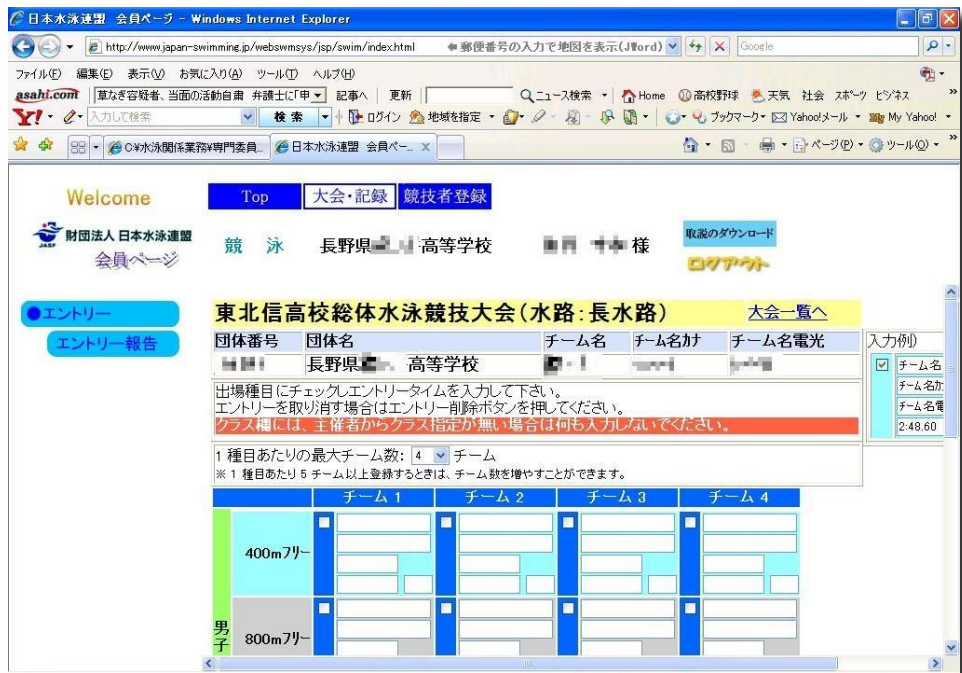 日本水泳連盟 会員ページ - Windows Internet Explorer
http://www.japan-swimming.jp/webswmsys/jsp/swim/index.html
郵便番号の入力で地図を表示(JWord)
Google
ファイル(F) 編集(E) 表示(V) お気に入り(A) ツール(T) ヘルプ(H)
asahi.com 草なぎ容疑者、当面の活動自粛 弁護士に「申 記事へ 更新 ニュース検索 Home 高校野球 天気 社会 スポーツ ビジネス »
Y! 入力して検索 検索 ログイン 地域を指定 ブックマーク Yahoo!メール My Yahoo!
C:¥水泳関係業務¥専門委員... 日本水泳連盟 会員ペー... ページ(P) ツール(O) »
Welcome
Top 大会・記録 競技者登録
財団法人 日本水泳連盟
会員ページ
競 泳 長野県 高等学校 様
取説のダウンロード
ログアウト
エントリー
エントリー報告
東北信高校総体水泳競技大会(水路:長水路) 大会一覧へ
団体番号 団体名 チーム名 チーム名カナ チーム名電光
長野県 高等学校
入力例)
チーム名
チーム名カ
チーム名電
2:48.60
出場種目にチェックしエントリータイムを入力して下さい。
エントリーを取り消す場合はエントリー削除ボタンを押してください。
クラス欄には、主催者からクラス指定が無い場合は何も入力しないでください。
1 種目あたりの最大チーム数: 4 チーム
※ 1 種目あたり 5 チーム以上登録するときは、チーム数を増やすことができます。
チーム 1 チーム 2 チーム 3 チーム 4
男子
400mフリー
800mフリー